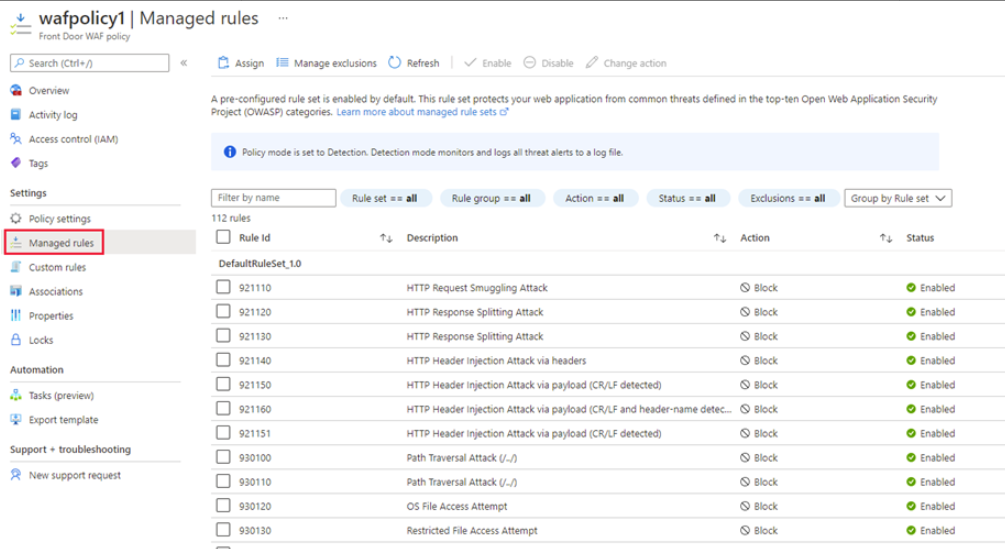 wafpolicy1 | Managed rules ...
Front Door WAF policy
Search (Ctrl+/)
«
Overview
Activity log
Access control (IAM)
Tags
Settings
Policy settings
Managed rules
Custom rules
Associations
Properties
Locks
Automation
Tasks (preview)
Export template
Support + troubleshooting
New support request
Assign Manage exclusions Refresh Enable Disable Change action
A pre-configured rule set is enabled by default. This rule set protects your web application from common threats defined in the top-ten Open Web Application Security
Project (OWASP) categories. Learn more about managed rule sets
Policy mode is set to Detection. Detection mode monitors and logs all threat alerts to a log file.
Filter by name Rule set == all Rule group == all Action == all Status == all Exclusions == all Group by Rule set
112 rules
Rule Id Description Action Status
DefaultRuleSet_1.0
921110 HTTP Request Smuggling Attack Block Enabled
921120 HTTP Response Splitting Attack Block Enabled
921130 HTTP Response Splitting Attack Block Enabled
921140 HTTP Header Injection Attack via headers Block Enabled
921150 HTTP Header Injection Attack via payload (CR/LF detected) Block Enabled
921160 HTTP Header Injection Attack via payload (CR/LF and header-name detec... Block Enabled
921151 HTTP Header Injection Attack via payload (CR/LF detected) Block Enabled
930100 Path Traversal Attack (/../) Block Enabled
930110 Path Traversal Attack (/../) Block Enabled
930120 OS File Access Attempt Block Enabled
930130 Restricted File Access Attempt Block Enabled